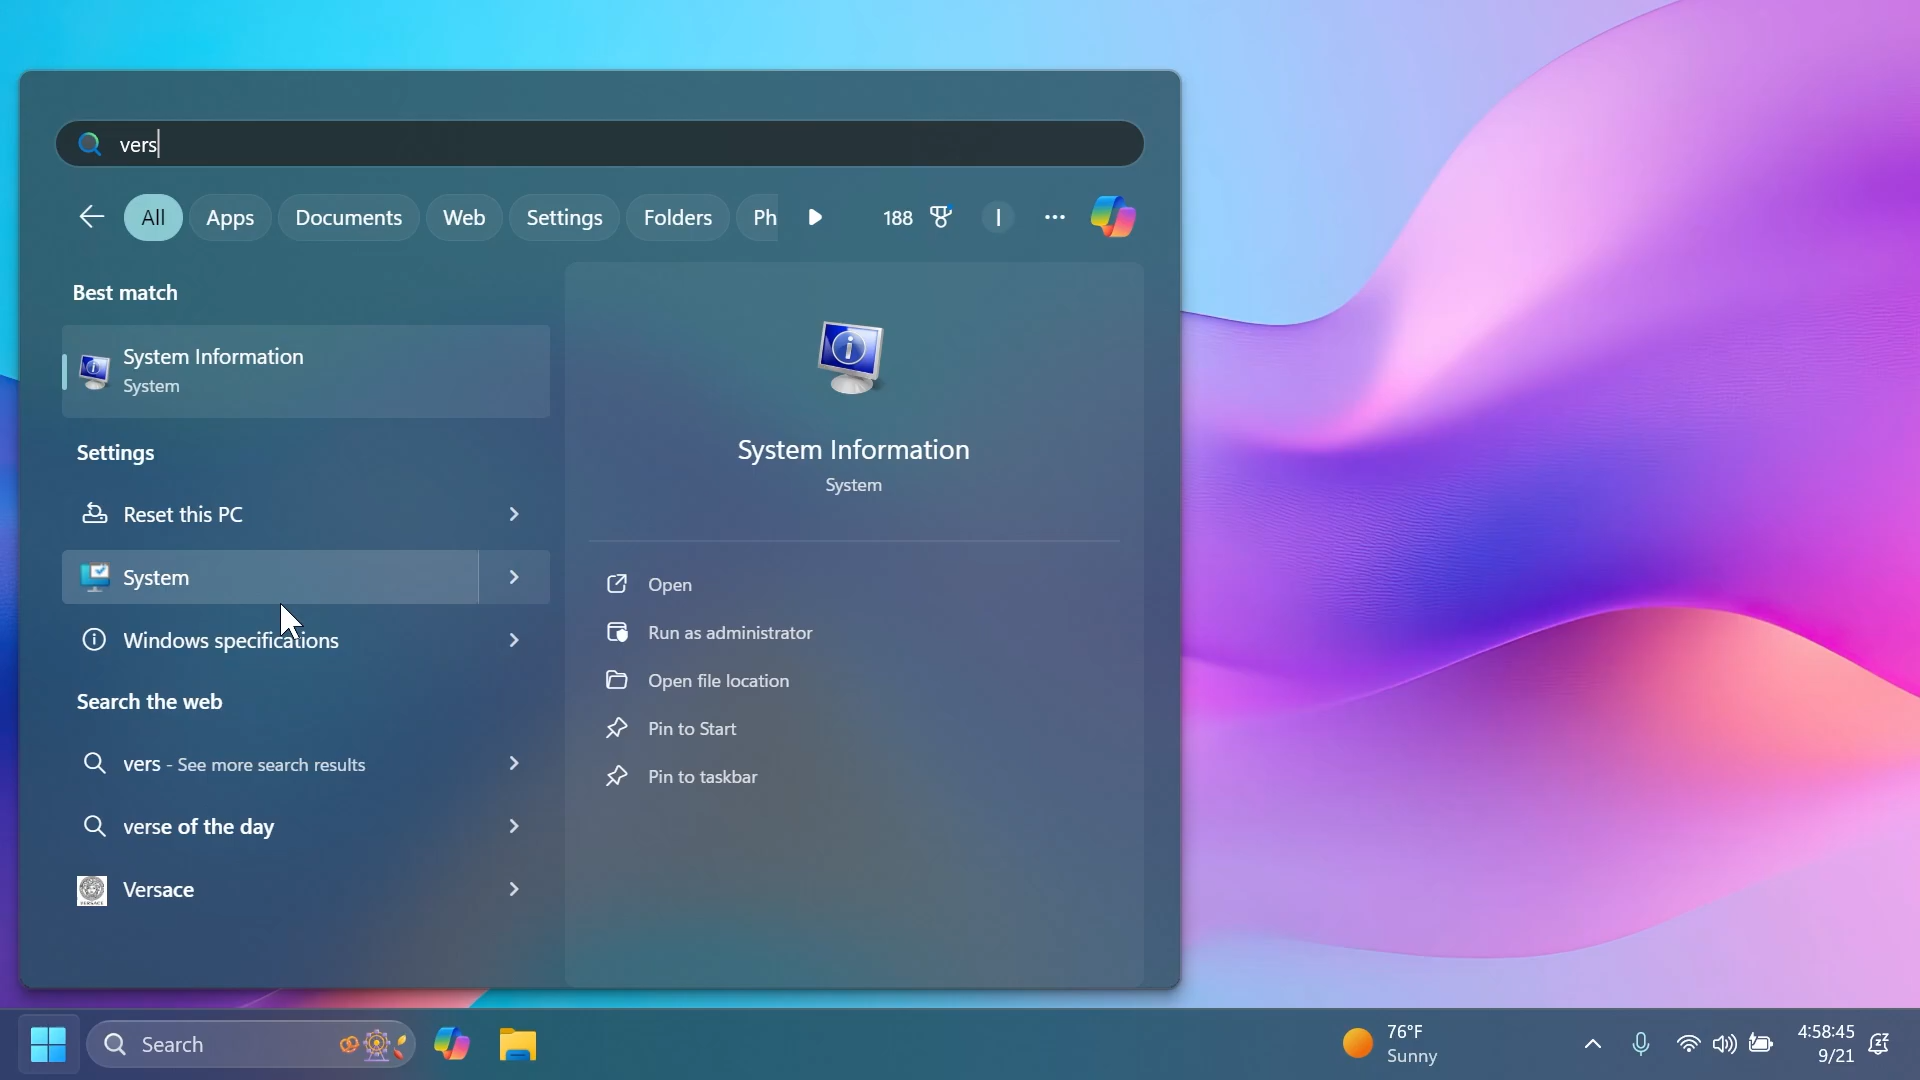 vers
All
Apps
Documents
Web
Settings
Folders
Ph
188
Best match
System Information
System
Settings
Reset this PC
System
Windows specifications
Search the web
vers - See more search results
verse of the day
VERSACE
Versace
System Information
System
Open
Run as administrator
Open file location
Pin to Start
Pin to taskbar
Search
76°F
Sunny
4:58:45
9/21